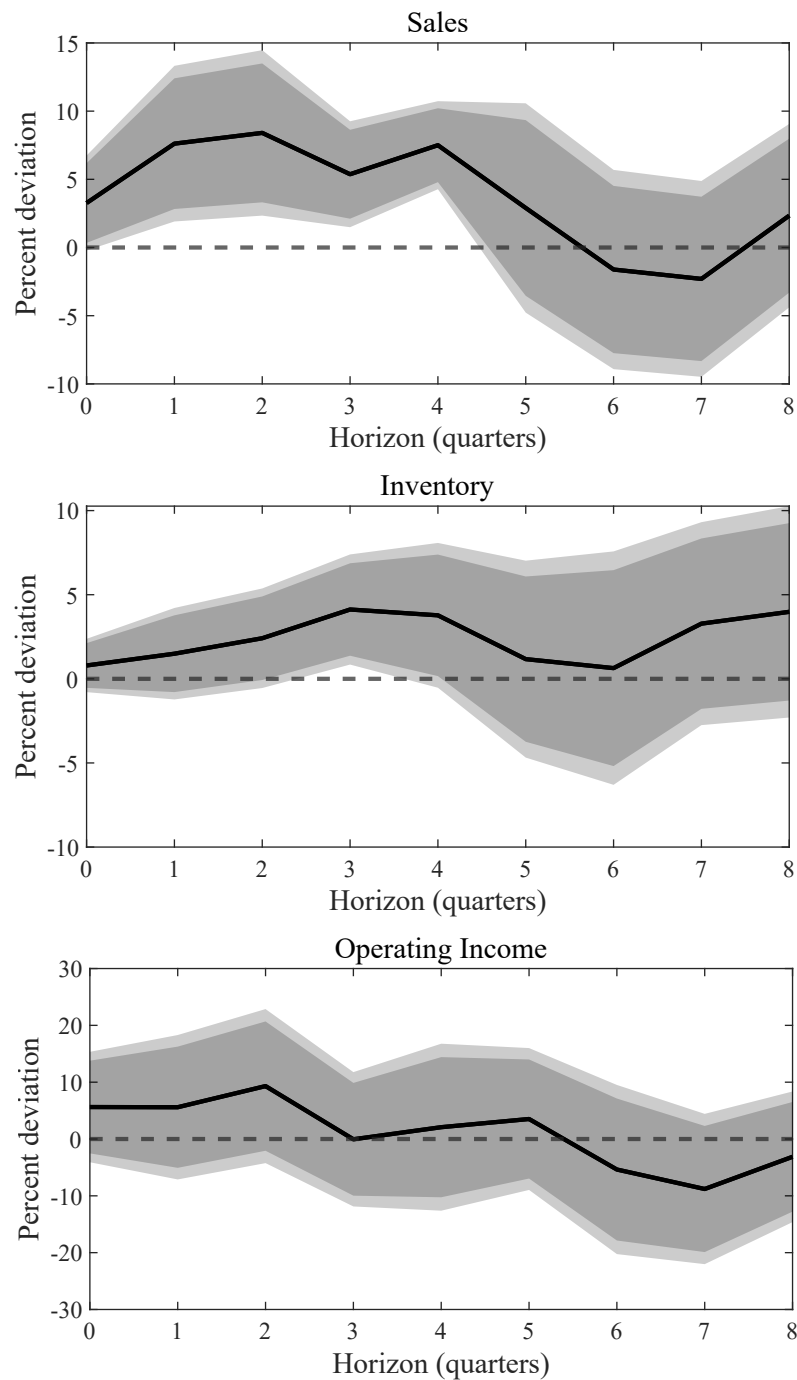 Sales
Percent deviation
15
10
5
0
-5
-10
0 1 2 3 4 5 6 7 8
Horizon (quarters)
Inventory
Percent deviation
10
5
0
-5
-10
0 1 2 3 4 5 6 7 8
Horizon (quarters)
Operating Income
Percent deviation
30
20
10
0
-10
-20
-30
0 1 2 3 4 5 6 7 8
Horizon (quarters)